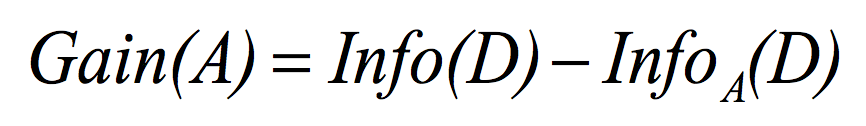 Gain(A) = Info(D) − Info_A(D)